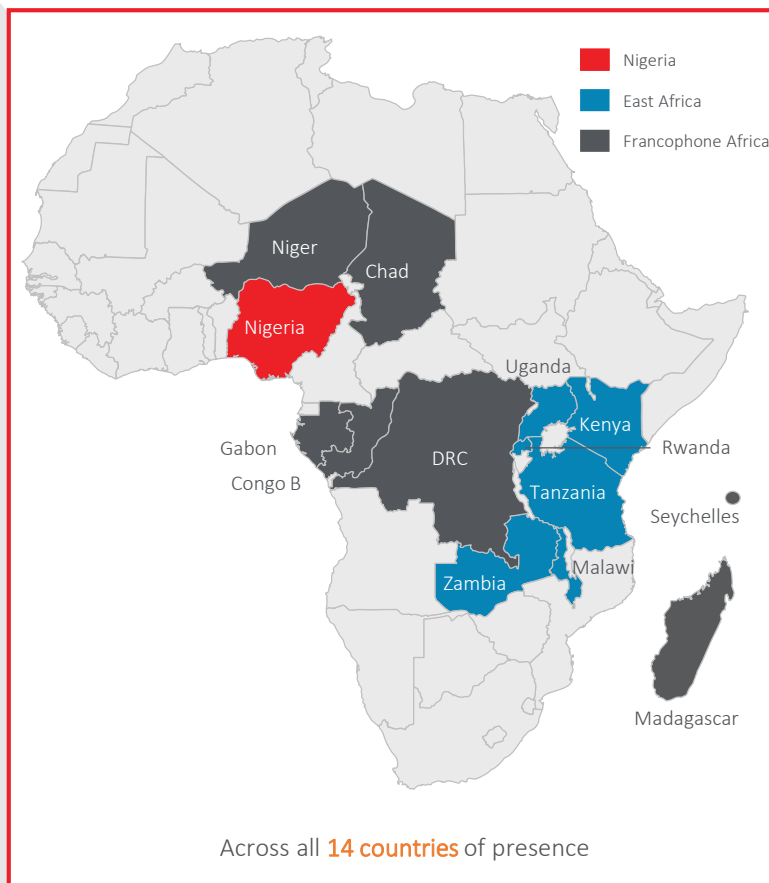 Nigeria
East Africa
Francophone Africa
Niger
Chad
Nigeria
Uganda
Kenya
Gabon
DRC
Rwanda
Congo B
Tanzania
Seychelles
Malawi
Zambia
Madagascar
Across all 14 countries of presence